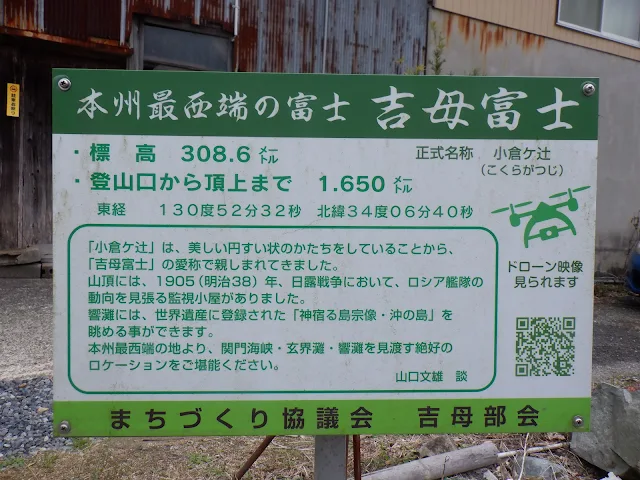 本州最西端の富士 吉母富士
・標 高 308.6 メートル
正式名称 小倉ケ辻
(こくらがつじ)
・登山口から頂上まで 1.650 メートル
東経 130度52分32秒 北緯34度06分40秒
「小倉ケ辻」は、美しい円すい状のかたちをしていることから、
「吉母富士」の愛称で親しまれてきました。
山頂には、1905(明治38)年、日露戦争において、ロシア艦隊の
動向を見張る監視小屋がありました。
響灘には、世界遺産に登録された「神宿る島宗像・沖の島」を
眺める事ができます。
本州最西端の地より、関門海峡・玄界灘・響灘を見渡す絶好の
ロケーションをご堪能ください。
山口文雄 談
ドローン映像
見られます
まちづくり協議会 吉母部会